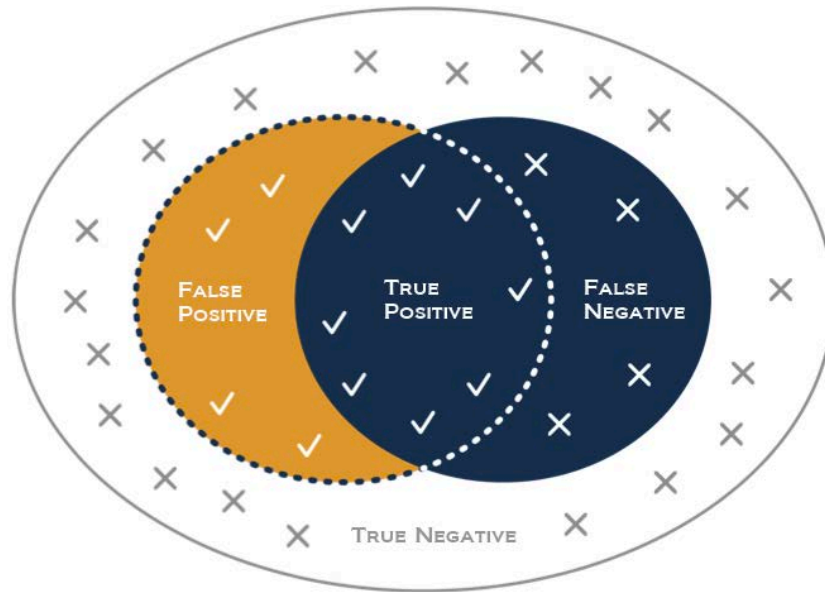 False
Positive
True
Positive
False
Negative
True Negative